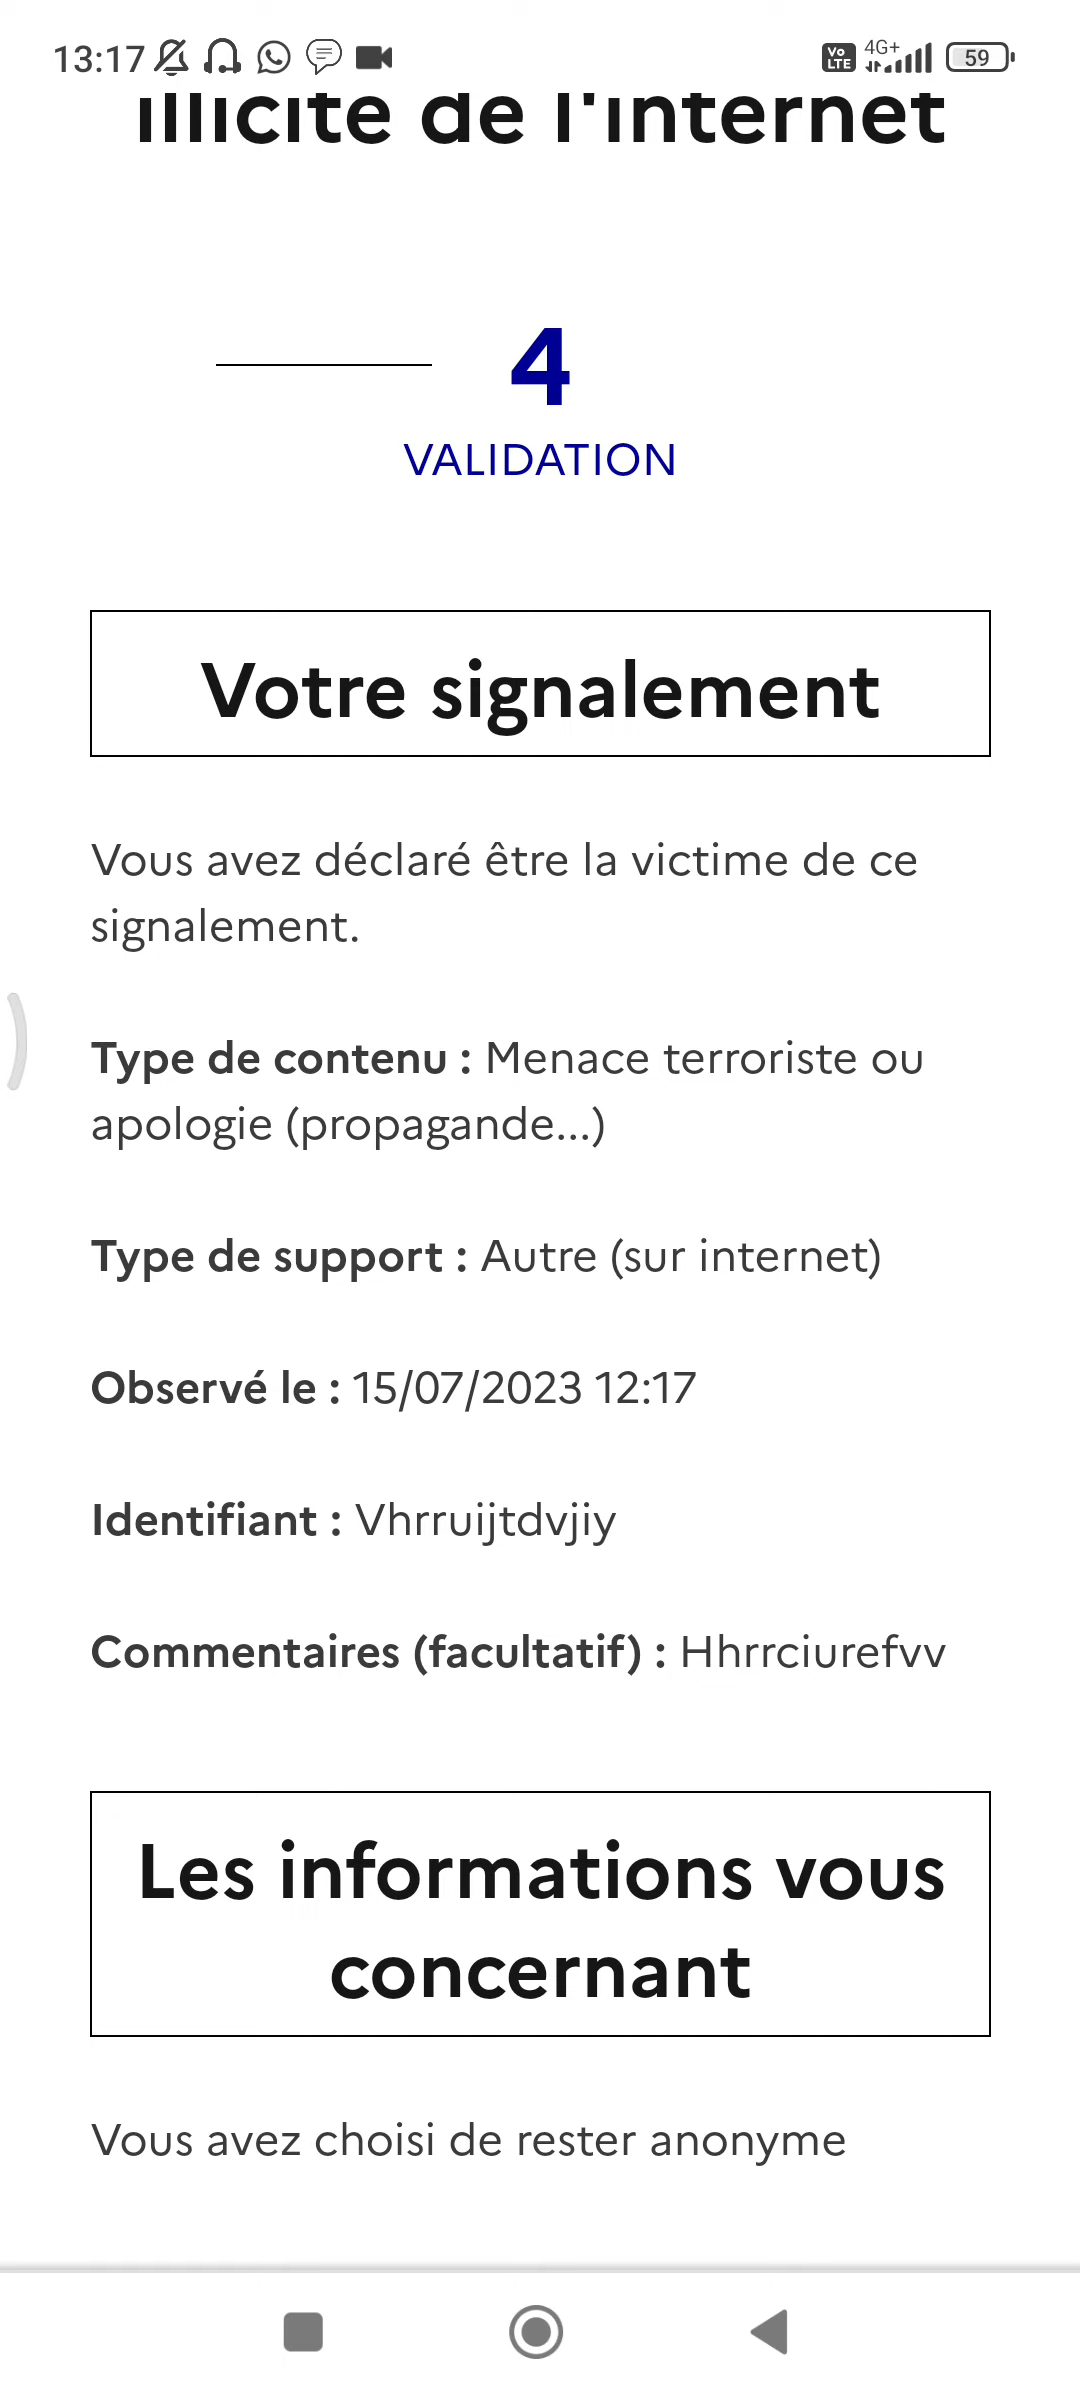 13:17
Vo
LTE
4G+
59
illicite de l'internet
4
VALIDATION
Votre signalement
Vous avez déclaré être la victime de ce
signalement.
Type de contenu : Menace terroriste ou
apologie (propagande...)
Type de support : Autre (sur internet)
Observé le : 15/07/2023 12:17
Identifiant : Vhrruijtdvjiy
Commentaires (facultatif) : Hhrrciurefvv
Les informations vous
concernant
Vous avez choisi de rester anonyme